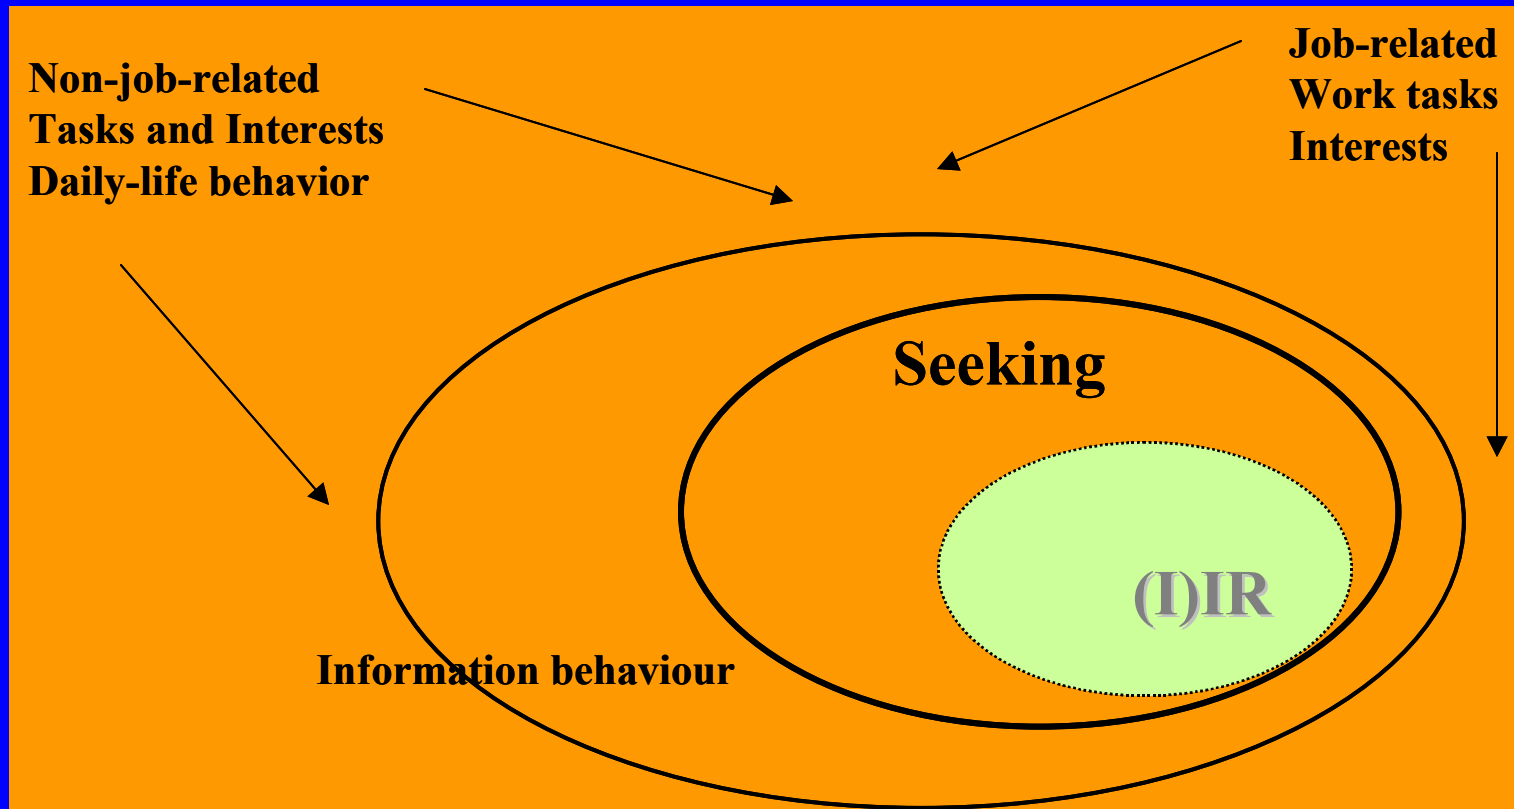 Non-job-related
Tasks and Interests
Daily-life behavior
Job-related
Work tasks
Interests
Seeking
(I)IR
Information behaviour